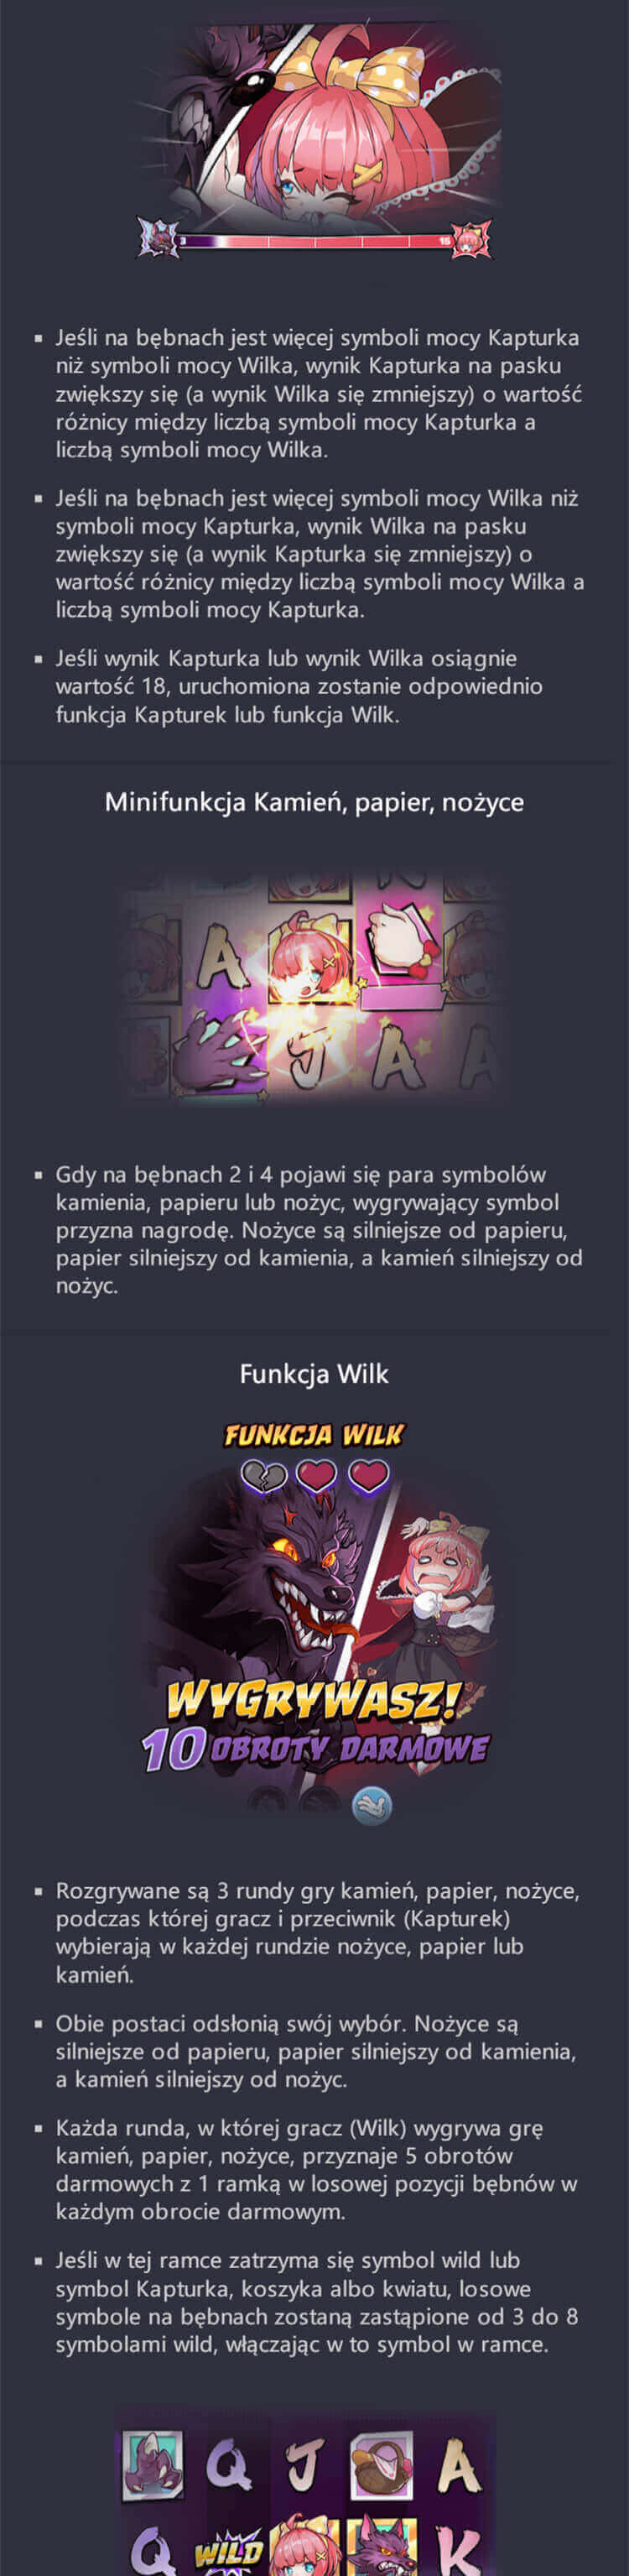 3 15
Jeśli na bębnach jest więcej symboli mocy Kapturka
niż symboli mocy Wilka, wynik Kapturka na pasku
zwiększy się (a wynik Wilka się zmniejszy) o wartość
różnicy między liczbą symboli mocy Kapturka a
liczbą symboli mocy Wilka.
Jeśli na bębnach jest więcej symboli mocy Wilka niż
symboli mocy Kapturka, wynik Wilka na pasku
zwiększy się (a wynik Kapturka się zmniejszy) o
wartość różnicy między liczbą symboli mocy Wilka a
liczbą symboli mocy Kapturka.
Jeśli wynik Kapturka lub wynik Wilka osiągnie
wartość 18, uruchomiona zostanie odpowiednio
funkcja Kapturek lub funkcja Wilk.
Minifunkcja Kamień, papier, nożyce
A
J A A
Gdy na bębnach 2 i 4 pojawi się para symbolów
kamienia, papieru lub nożyc, wygrywający symbol
przyzna nagrodę. Nożyce są silniejsze od papieru,
papier silniejszy od kamienia, a kamień silniejszy od
nożyc.
Funkcja Wilk
FUNKCJA WILK
WYGRYWASZ!
10 OBROTY DARMOWE
Rozgrywane są 3 rundy gry kamień, papier, nożyce,
podczas której gracz i przeciwnik (Kapturek)
wybierają w każdej rundzie nożyce, papier lub
kamień.
Obie postaci odsłonią swój wybór. Nożyce są
silniejsze od papieru, papier silniejszy od kamienia,
a kamień silniejszy od nożyc.
Każda runda, w której gracz (Wilk) wygrywa grę
kamień, papier, nożyce, przyznaje 5 obrotów
darmowych z 1 ramką w losowej pozycji bębnów w
każdym obrocie darmowym.
Jeśli w tej ramce zatrzyma się symbol wild lub
symbol Kapturka, koszyka albo kwiatu, losowe
symbole na bębnach zostaną zastąpione od 3 do 8
symbolami wild, włączając w to symbol w ramce.
Q J A
Q WILD K